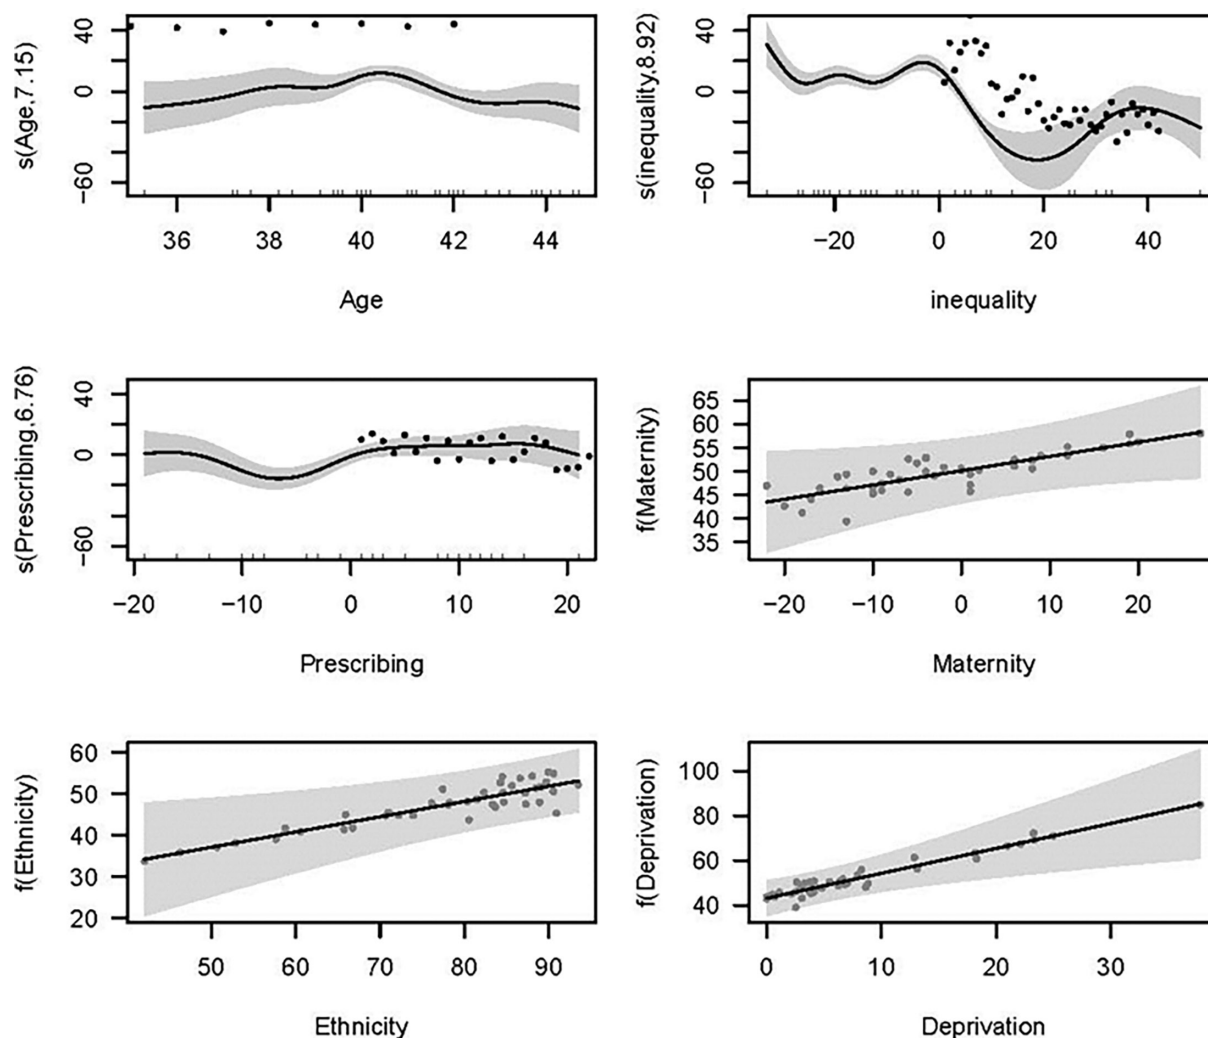 s(Age,7.15)
40
0
−60
36 38 40 42 44
Age
s(inequality,8.92)
40
0
−60
−20 0 20 40
inequality
s(Prescribing,6.76)
40
0
−60
−20 −10 0 10 20
Prescribing
f(Maternity)
65
60
55
50
45
40
35
−20 −10 0 10 20
Maternity
f(Ethnicity)
60
50
40
30
20
50 60 70 80 90
Ethnicity
f(Deprivation)
100
80
60
40
0 10 20 30
Deprivation